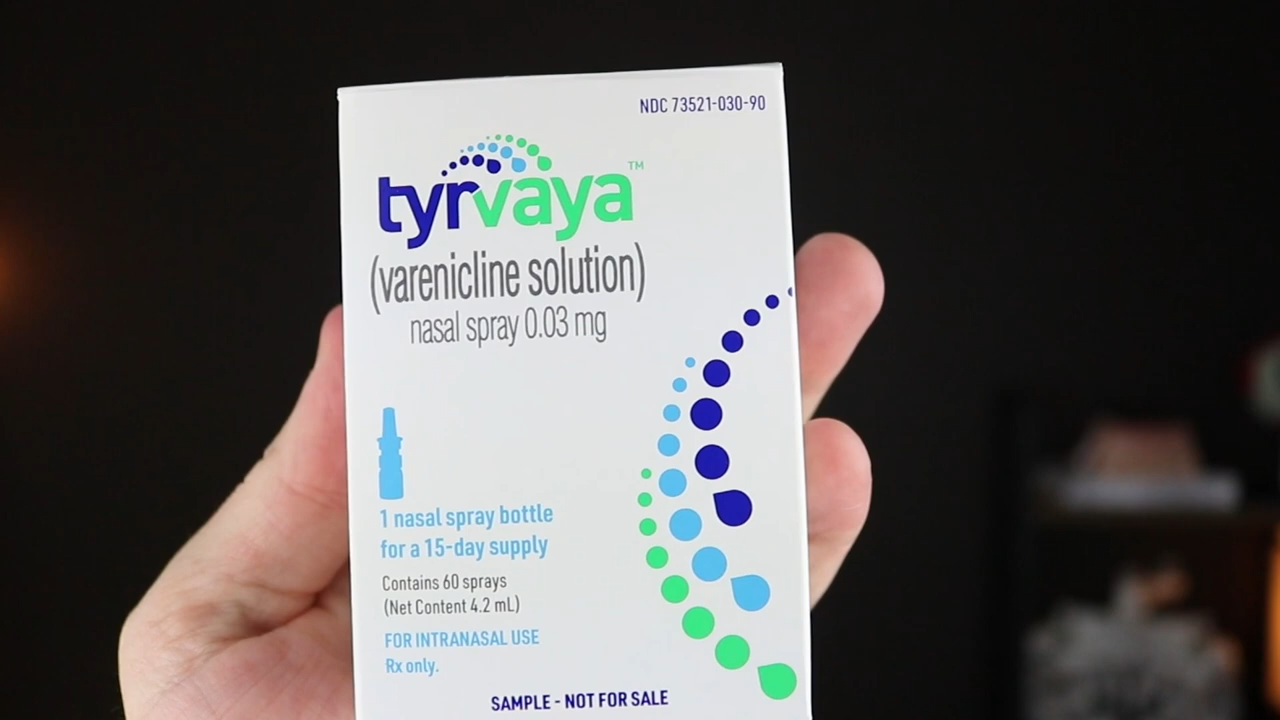 NDC 73521-030-90
tyrvaya™
(varenicline solution)
nasal spray 0.03 mg
1 nasal spray bottle
for a 15-day supply
Contains 60 sprays
(Net Content 4.2 mL)
FOR INTRANASAL USE
Rx only.
SAMPLE - NOT FOR SALE